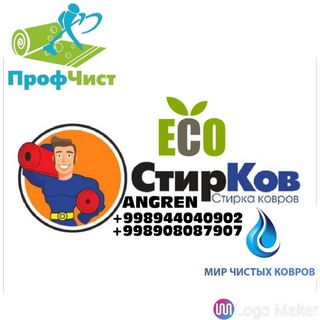 ПрофЧист
ECO
СтирКов
Стирка ковров
ANGREN
+998944040902
+998908087907
МИР ЧИСТЫХ КОВРОВ
Logo Maker